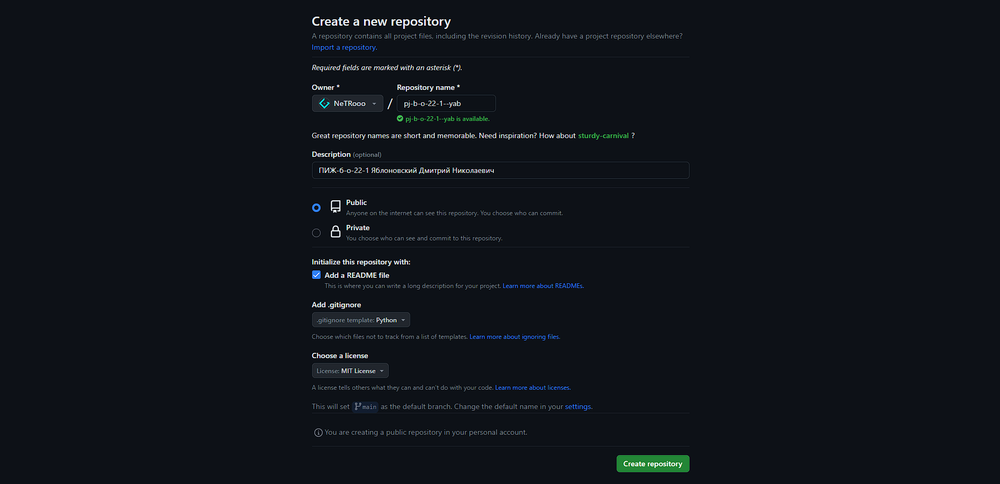 Create a new repository
A repository contains all project files, including the revision history. Already have a project repository elsewhere?
Import a repository.
Required fields are marked with an asterisk (*).
Owner *
Repository name *
NeTRooo
/
pj-b-o-22-1--yab
pj-b-o-22-1--yab is available.
Great repository names are short and memorable. Need inspiration? How about sturdy-carnival ?
Description (optional)
ПИЖ-б-о-22-1 Яблоновский Дмитрий Николаевич
Public
Anyone on the internet can see this repository. You choose who can commit.
Private
You choose who can see and commit to this repository.
Initialize this repository with:
Add a README file
This is where you can write a long description for your project. Learn more about READMEs.
Add .gitignore
.gitignore template: Python
Choose which files not to track from a list of templates. Learn more about ignoring files.
Choose a license
License: MIT License
A license tells others what they can and can't do with your code. Learn more about licenses.
This will set main as the default branch. Change the default name in your settings.
You are creating a public repository in your personal account.
Create repository